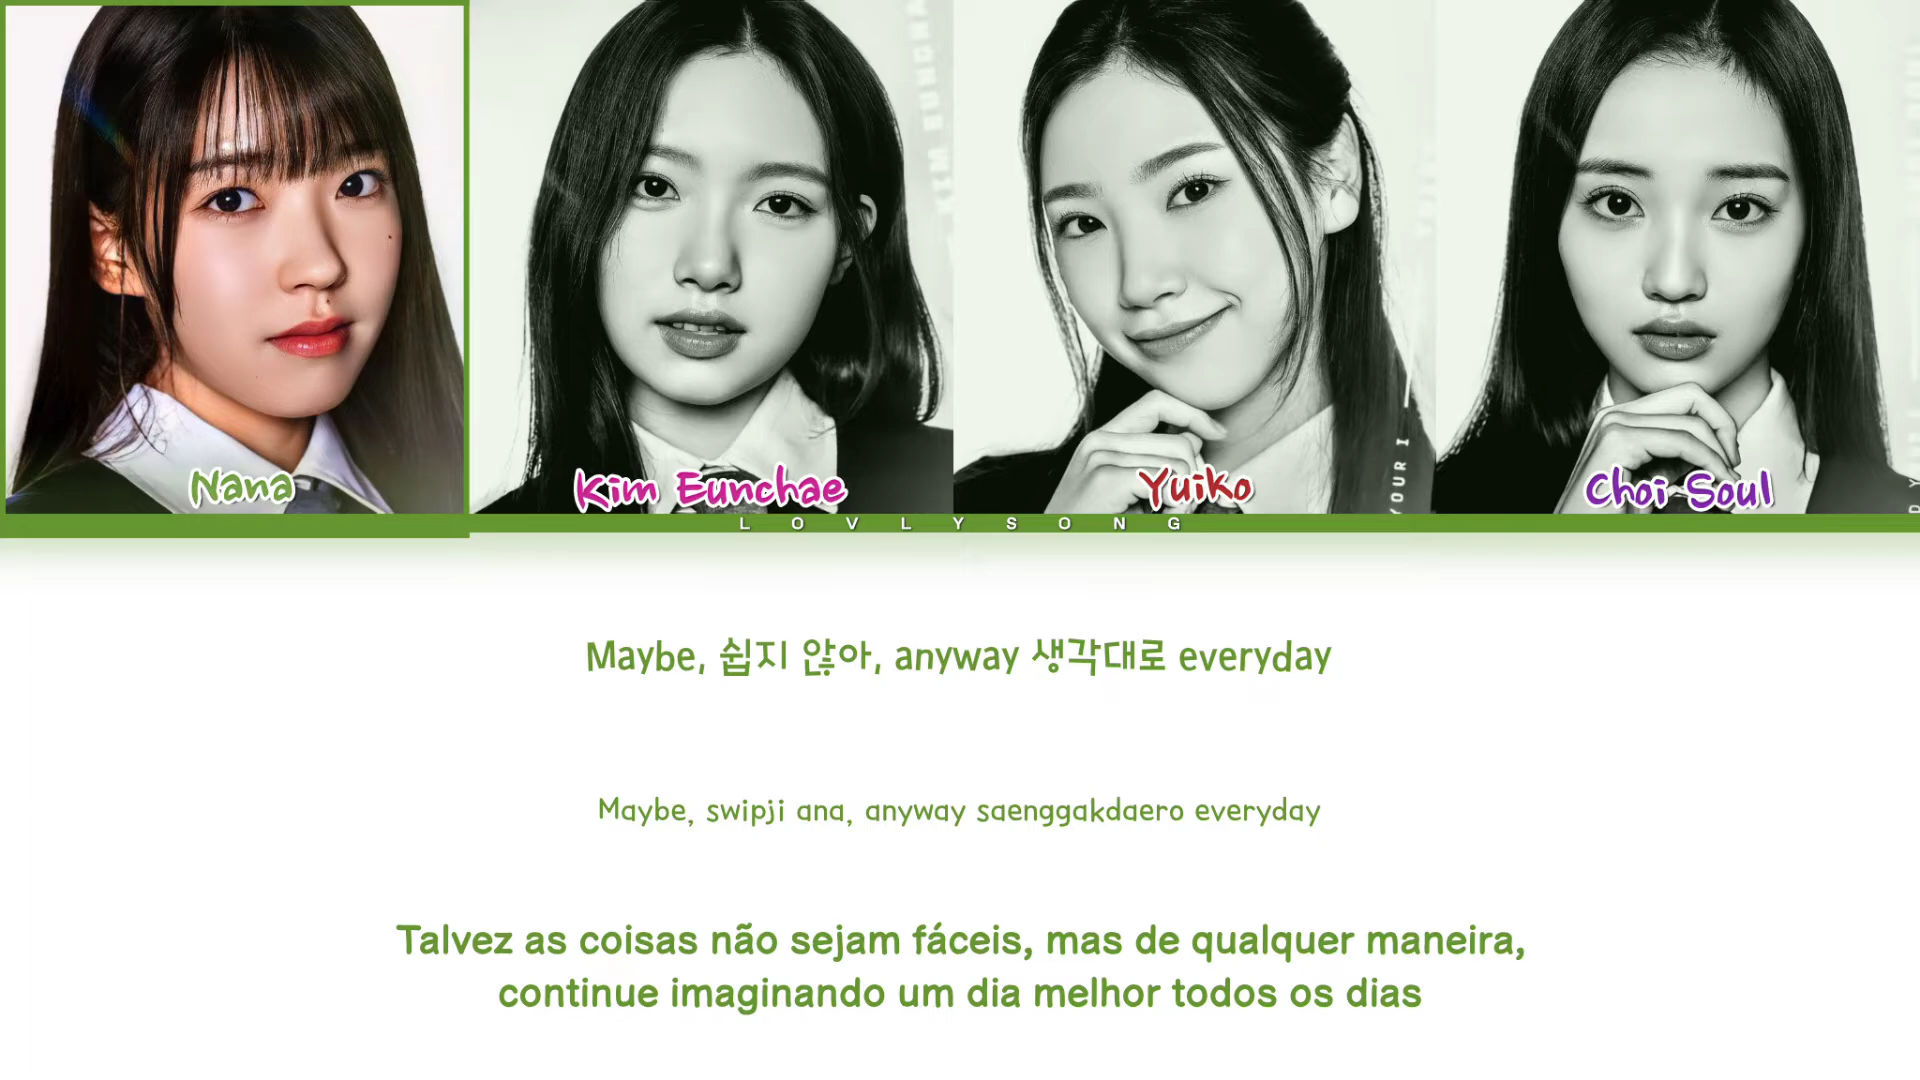 Nana
Kim Eunchae
Yuiko
Choi Soul
LOVLYSONG
Maybe, 쉽지 않아, anyway 생각대로 everyday
Maybe, swipji ana, anyway saenggakdaero everyday
Talvez as coisas não sejam fáceis, mas de qualquer maneira,
continue imaginando um dia melhor todos os dias